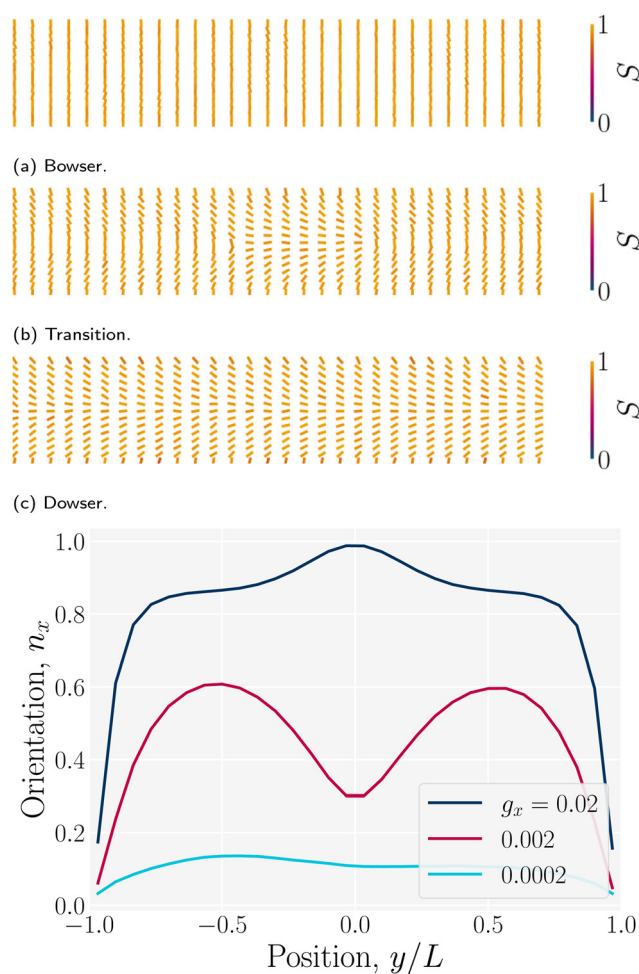 1
S
0
(a) Bowser.
1
S
0
(b) Transition.
1
S
0
(c) Dowser.
1.0
0.8
0.6
0.4
0.2
0.0
Orientation, n_x
g_x = 0.02
0.002
0.0002
−1.0 −0.5 0.0 0.5 1.0
Position, y/L